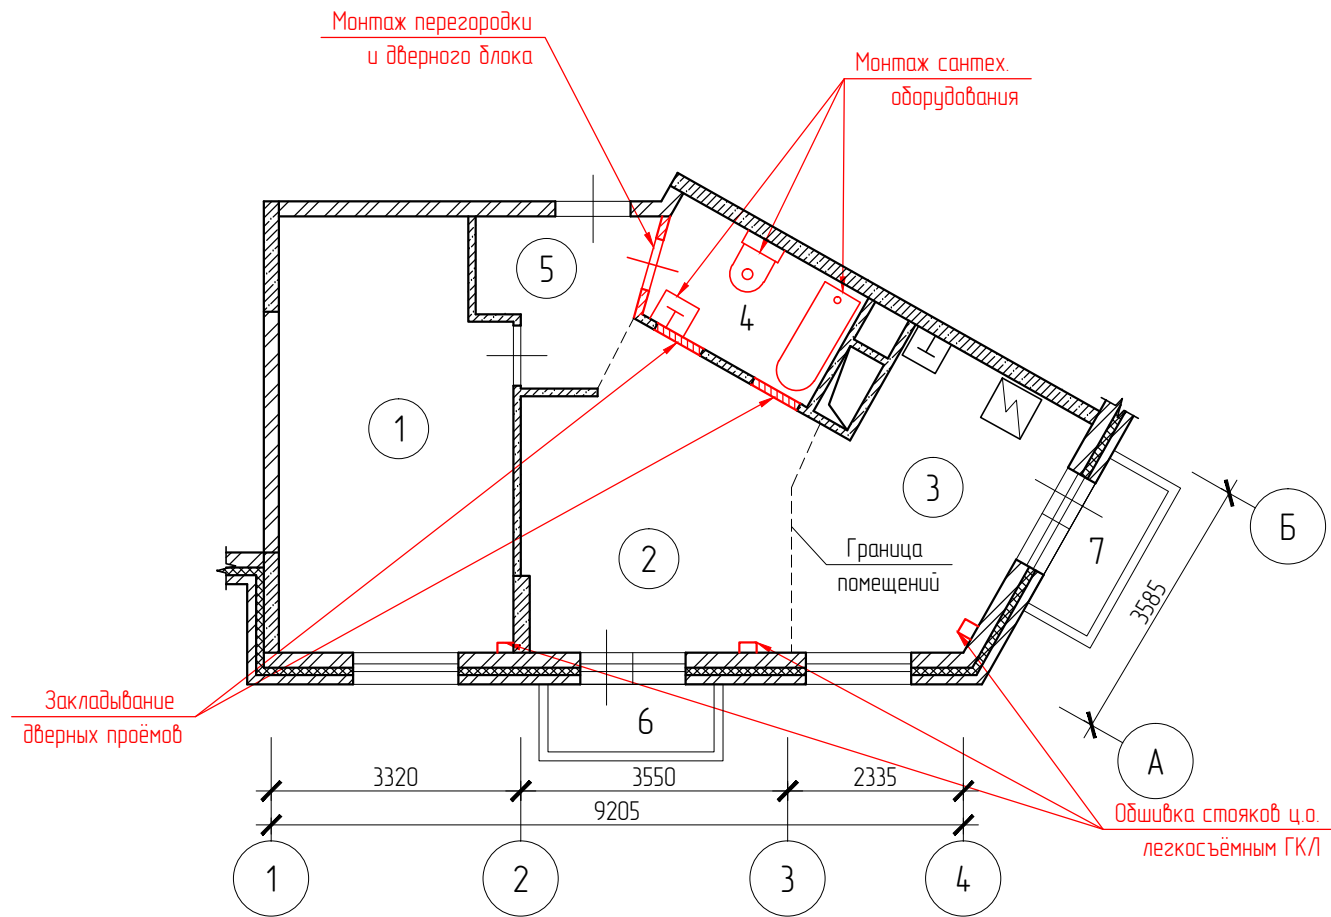 Монтаж перегородки
и дверного блока
Монтаж сантех.
оборудования
5
4
1
3
2
Граница
помещений
7
Б
3585
А
6
Закладывание
дверных проёмов
3320
3550
2335
9205
Обшивка стояков ц.о.
легкосъёмным ГКЛ
1
2
3
4